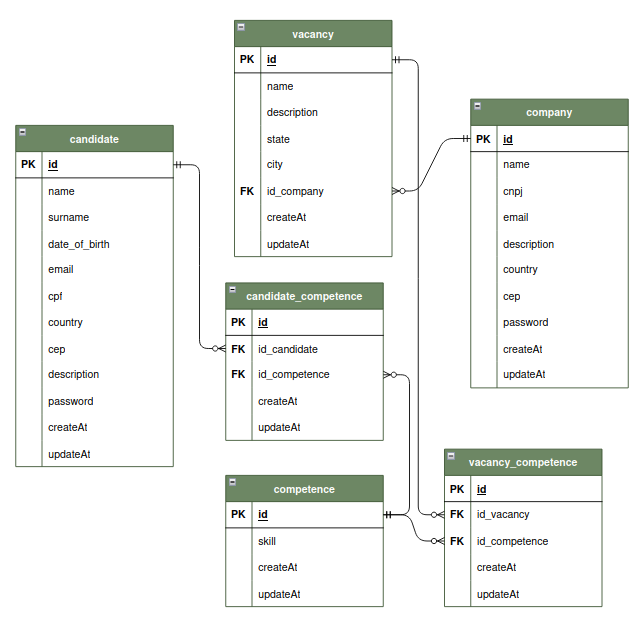 vacancy
PK id
name
description
state
city
FK id_company
createAt
updateAt
company
PK id
name
cnpj
email
description
country
cep
password
createAt
updateAt
candidate
PK id
name
surname
date_of_birth
email
cpf
country
cep
description
password
createAt
updateAt
candidate_competence
PK id
FK id_candidate
FK id_competence
createAt
updateAt
vacancy_competence
PK id
FK id_vacancy
FK id_competence
createAt
updateAt
competence
PK id
skill
createAt
updateAt